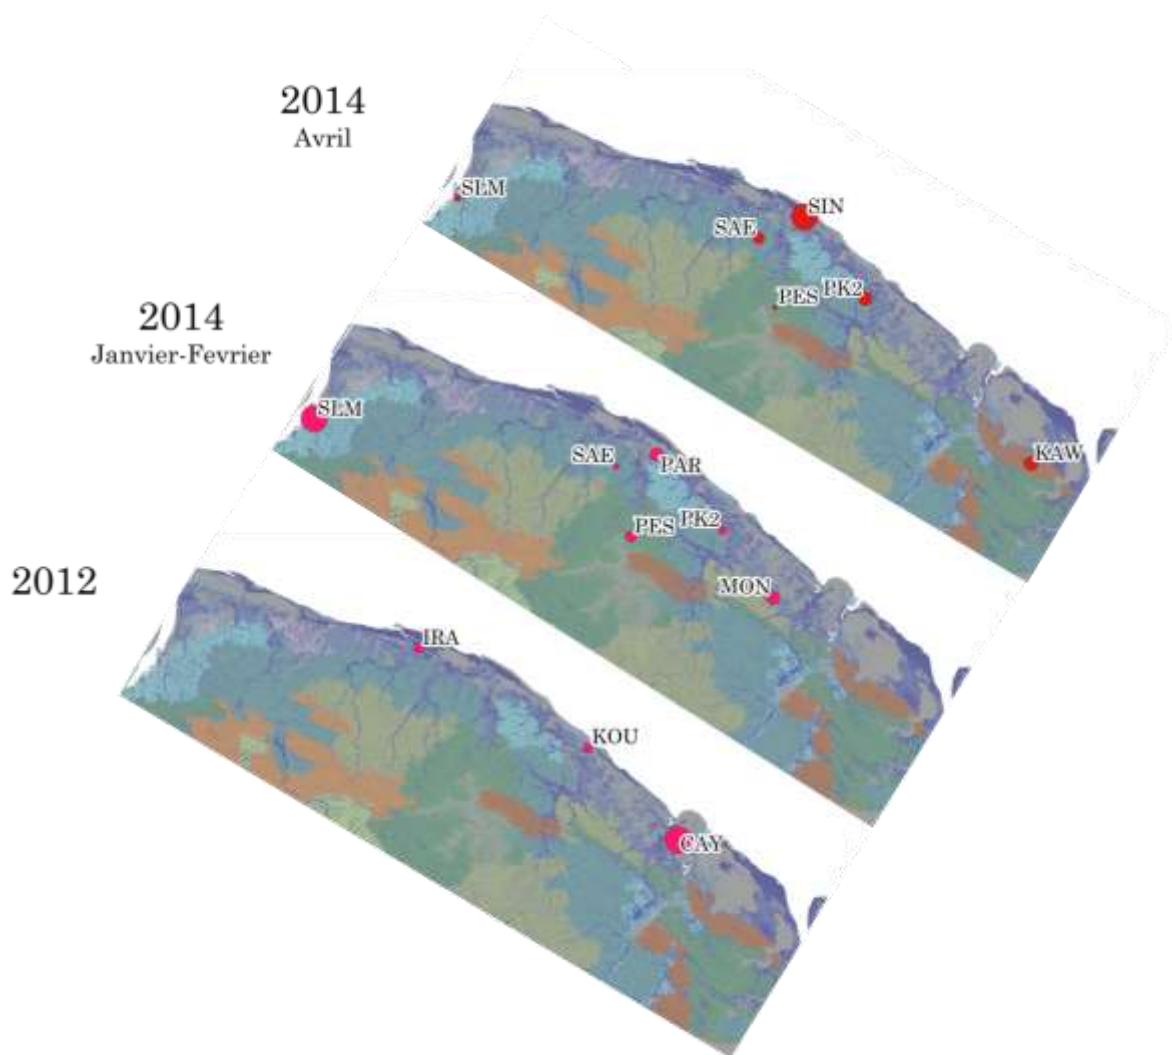 2014
Avril
SLM
SIN
SAE
PES
PK2
KAW
2014
Janvier-Fevrier
SLM
SAE
PAR
PES
PK2
MON
2012
IRA
KOU
CAY